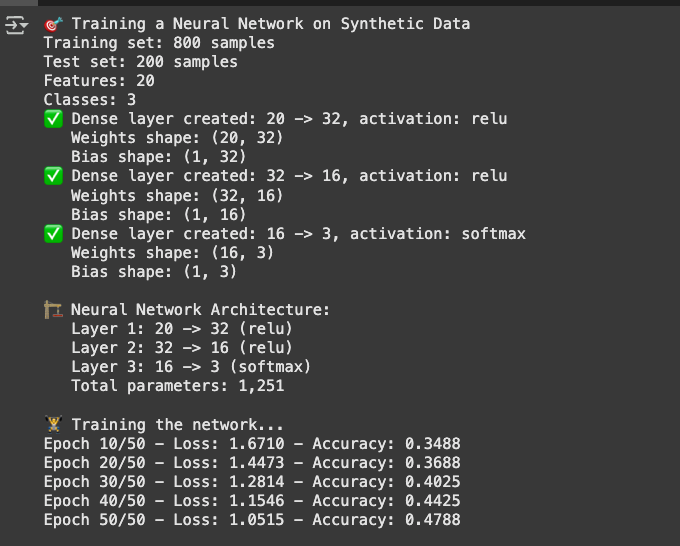 🎯 Training a Neural Network on Synthetic Data
Training set: 800 samples
Test set: 200 samples
Features: 20
Classes: 3
✅ Dense layer created: 20 -> 32, activation: relu
Weights shape: (20, 32)
Bias shape: (1, 32)
✅ Dense layer created: 32 -> 16, activation: relu
Weights shape: (32, 16)
Bias shape: (1, 16)
✅ Dense layer created: 16 -> 3, activation: softmax
Weights shape: (16, 3)
Bias shape: (1, 3)
🏗️ Neural Network Architecture:
Layer 1: 20 -> 32 (relu)
Layer 2: 32 -> 16 (relu)
Layer 3: 16 -> 3 (softmax)
Total parameters: 1,251
🏋️ Training the network...
Epoch 10/50 - Loss: 1.6710 - Accuracy: 0.3488
Epoch 20/50 - Loss: 1.4473 - Accuracy: 0.3688
Epoch 30/50 - Loss: 1.2814 - Accuracy: 0.4025
Epoch 40/50 - Loss: 1.1546 - Accuracy: 0.4425
Epoch 50/50 - Loss: 1.0515 - Accuracy: 0.4788